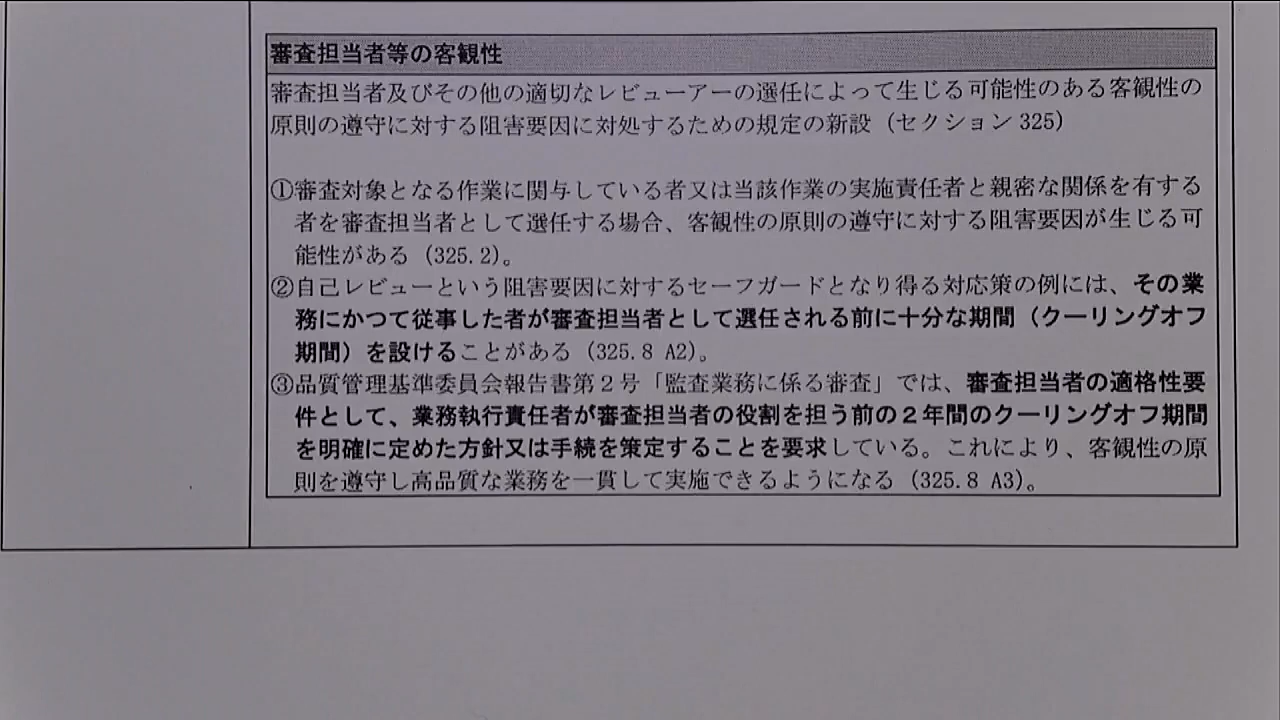 審査担当者等の客観性
審査担当者及びその他の適切なレビューアーの選任によって生じる可能性のある客観性の
原則の遵守に対する阻害要因に対処するための規定の新設（セクション 325）
①審査対象となる作業に関与している者又は当該作業の実施責任者と親密な関係を有する
者を審査担当者として選任する場合、客観性の原則の遵守に対する阻害要因が生じる可
能性がある（325.2）。
②自己レビューという阻害要因に対するセーフガードとなり得る対応策の例には、その業
務にかつて従事した者が審査担当者として選任される前に十分な期間（クーリングオフ
期間）を設けることがある（325.8 A2）。
③品質管理基準委員会報告書第２号「監査業務に係る審査」では、審査担当者の適格性要
件として、業務執行責任者が審査担当者の役割を担う前の２年間のクーリングオフ期間
を明確に定めた方針又は手続を策定することを要求している。これにより、客観性の原
則を遵守し高品質な業務を一貫して実施できるようになる（325.8 A3）。